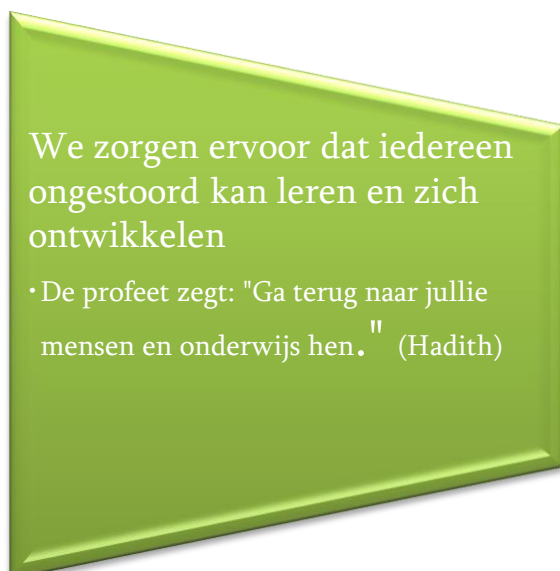 We zorgen ervoor dat iedereen
ongestoord kan leren en zich
ontwikkelen
• De profeet zegt: "Ga terug naar jullie
mensen en onderwijs hen." (Hadith)